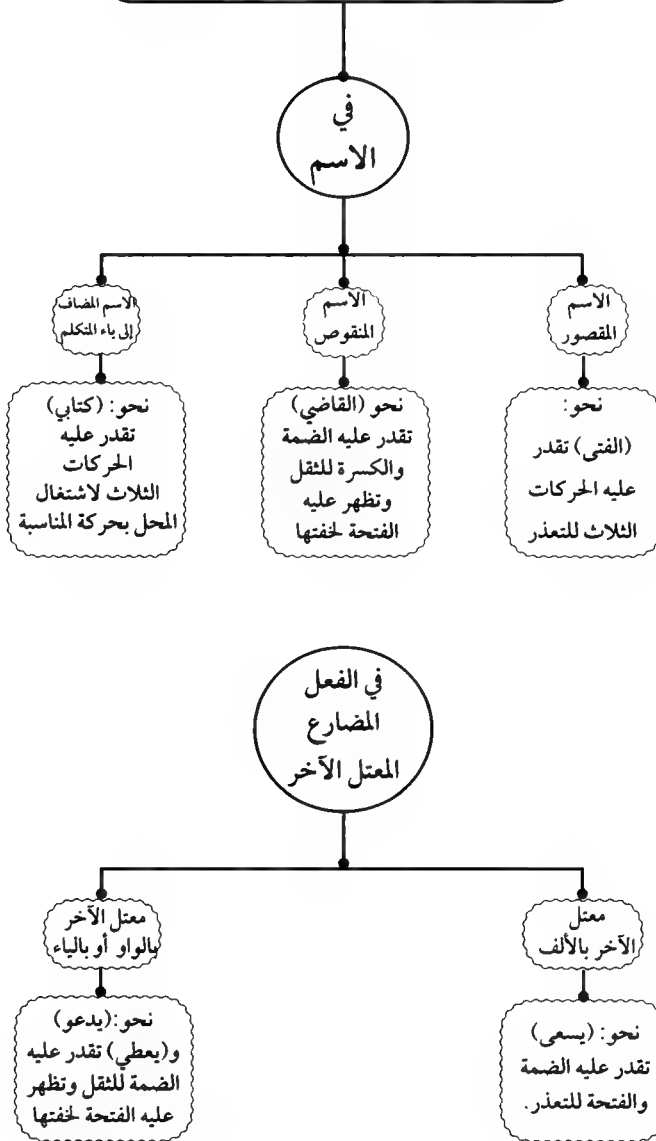 في
الاسم
الاسم
المقصور
الاسم
المنقوص
الاسم المضاف
إلى ياء المتكلم
نحو:
(الفتى) تقدر
عليه الحركات
الثلاث للتعذر
نحو (القاضي)
تقدر عليه الضمة
والكسرة للثقل
وتظهر عليه
الفتحة لخفتها
نحو: (كتابي)
تقدر عليه
الحركات
الثلاث لاشتغال
المحل بحركة المناسبة
في الفعل
المضارع
المعتل الآخر
معتل
الآخر بالألف
معتل الآخر
بالواو أو بالياء
نحو: (يسعى)
تقدر عليه الضمة
والفتحة للتعذر.
نحو: (يدعو)
و(يعطي) تقدر عليه
الضمة للثقل وتظهر
عليه الفتحة لخفتها